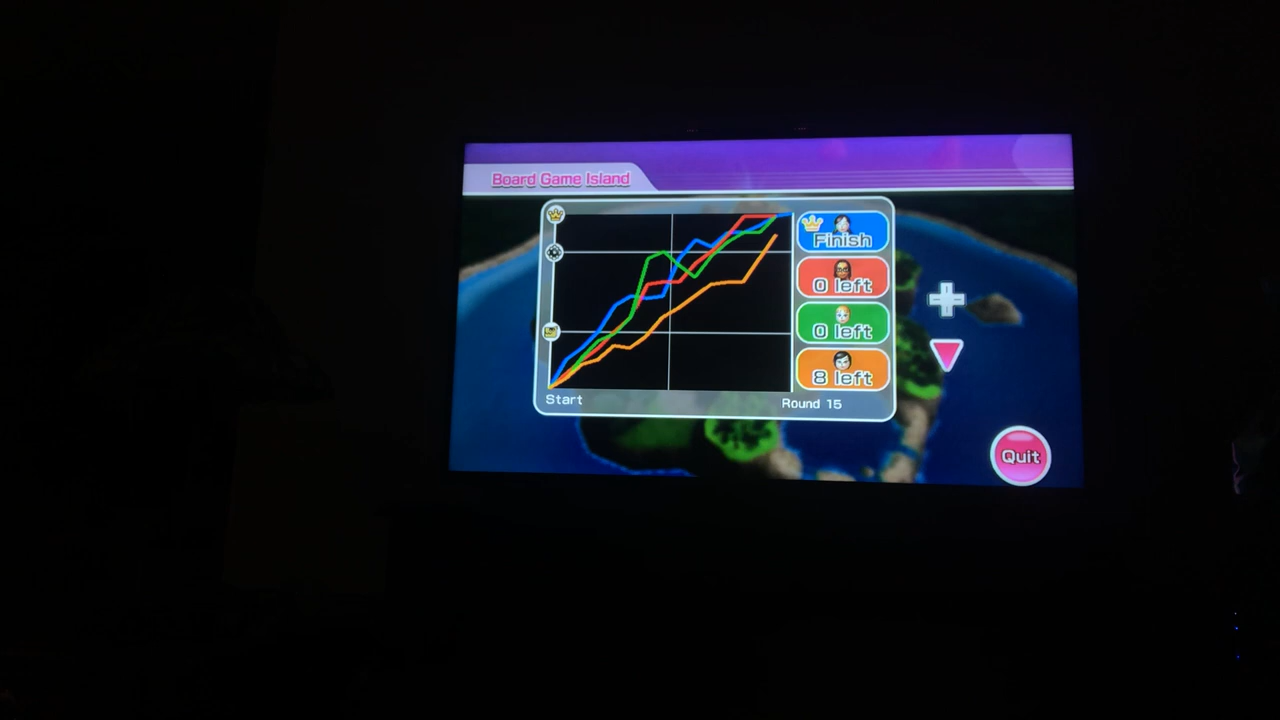 Board Game Island
Finish
0 left
0 left
8 left
Start
Round 15
Quit